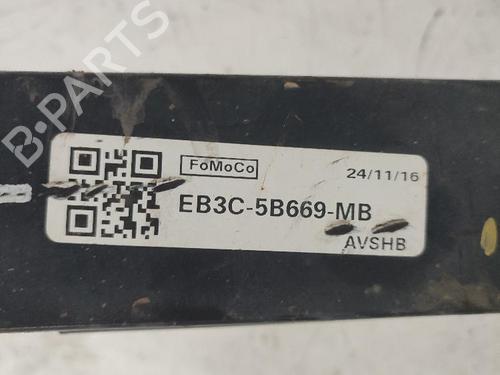 B-PARTS
FoMoCo
24/11/16
EB3C-5B669-MB
AVSHB